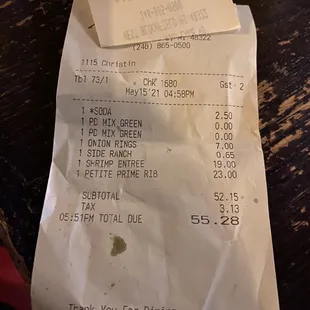 MI 48322
(248) 865-0500
1115 Christin
Tbl 73/1 Chk 1680 Gst 2
May15'21 04:58PM
1 *SODA 2.50
1 PD MIX GREEN 0.00
1 PD MIX GREEN 0.00
1 ONION RINGS 7.00
1 SIDE RANCH 0.65
1 SHRIMP ENTREE 19.00
1 PETITE PRIME RIB 23.00
SUBTOTAL 52.15
TAX 3.13
05:51PM TOTAL DUE 55.28
Thank You For Dining